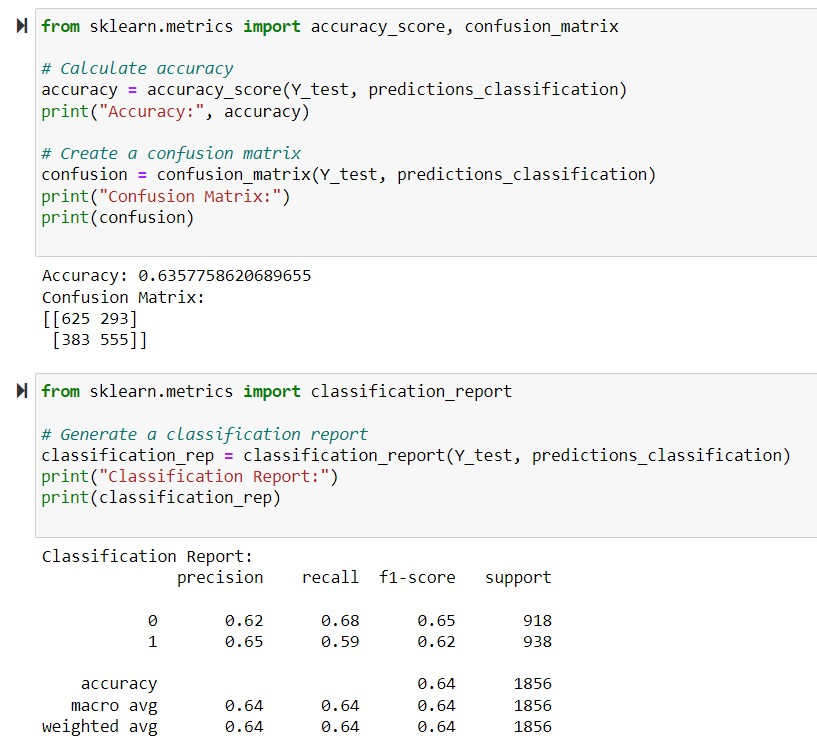 from sklearn.metrics import accuracy_score, confusion_matrix
# Calculate accuracy
accuracy = accuracy_score(Y_test, predictions_classification)
print("Accuracy:", accuracy)
# Create a confusion matrix
confusion = confusion_matrix(Y_test, predictions_classification)
print("Confusion Matrix:")
print(confusion)
Accuracy: 0.6357758620689655
Confusion Matrix:
[[625 293]
 [383 555]]
from sklearn.metrics import classification_report
# Generate a classification report
classification_rep = classification_report(Y_test, predictions_classification)
print("Classification Report:")
print(classification_rep)
Classification Report:
              precision    recall  f1-score   support
           0       0.62      0.68      0.65       918
           1       0.65      0.59      0.62       938
    accuracy                           0.64      1856
   macro avg       0.64      0.64      0.64      1856
weighted avg       0.64      0.64      0.64      1856